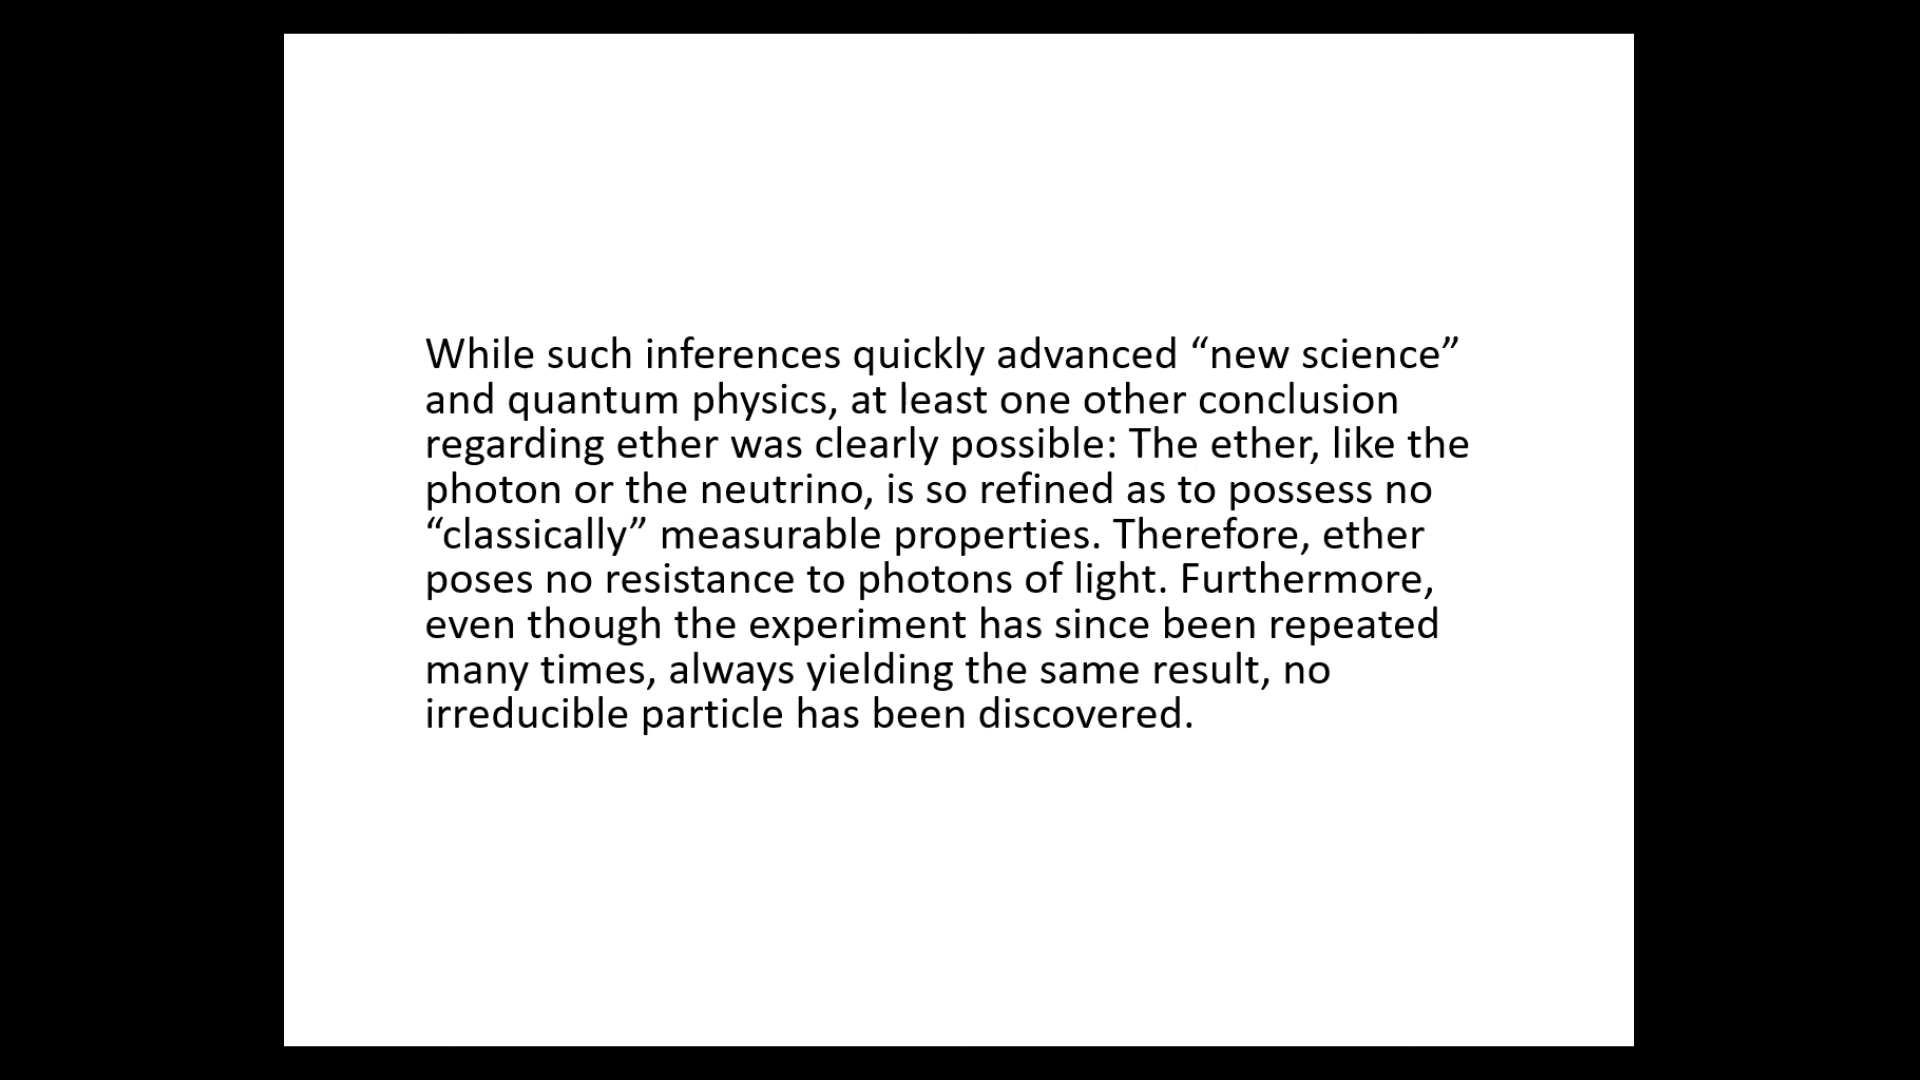 While such inferences quickly advanced “new science”
and quantum physics, at least one other conclusion
regarding ether was clearly possible: The ether, like the
photon or the neutrino, is so refined as to possess no
“classically” measurable properties. Therefore, ether
poses no resistance to photons of light. Furthermore,
even though the experiment has since been repeated
many times, always yielding the same result, no
irreducible particle has been discovered.